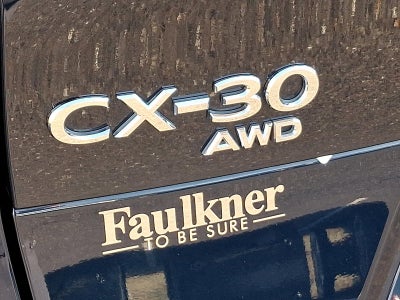 CX-30
AWD
Faulkner
TO BE SURE